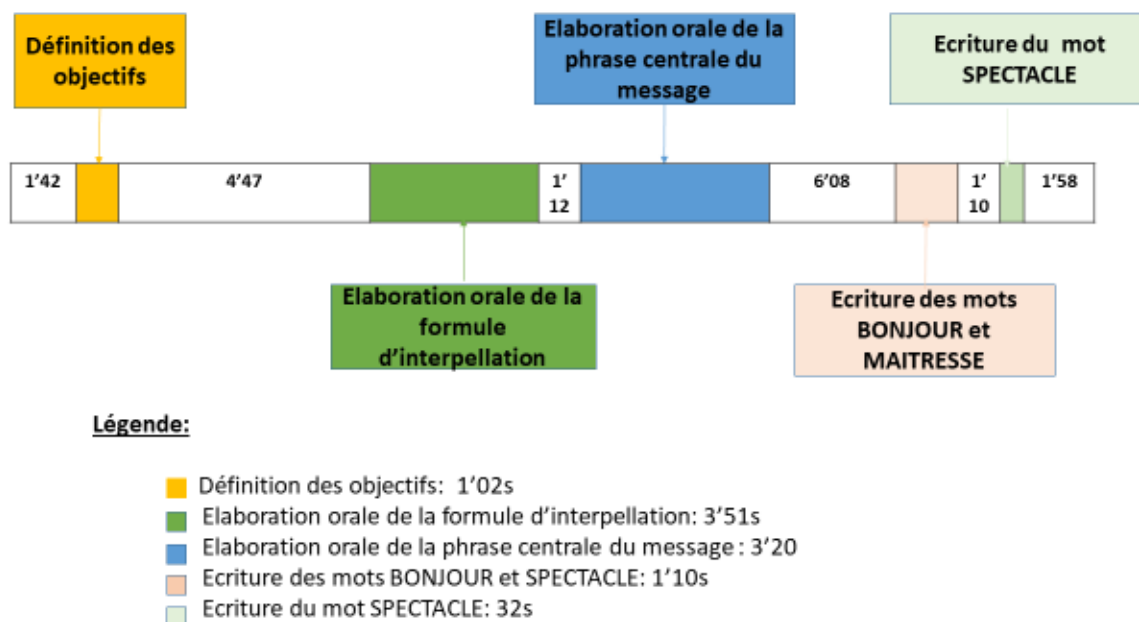 Définition des
objectifs
Elaboration orale de la
phrase centrale du
message
Ecriture du mot
SPECTACLE
1'42
4'47
1'
12
6'08
1'
10
1'58
Elaboration orale de la
formule
d'interpellation
Ecriture des mots
BONJOUR et
MAITRESSE
Légende:
Définition des objectifs: 1'02s
Elaboration orale de la formule d'interpellation: 3'51s
Elaboration orale de la phrase centrale du message : 3'20
Ecriture des mots BONJOUR et SPECTACLE: 1'10s
Ecriture du mot SPECTACLE: 32s